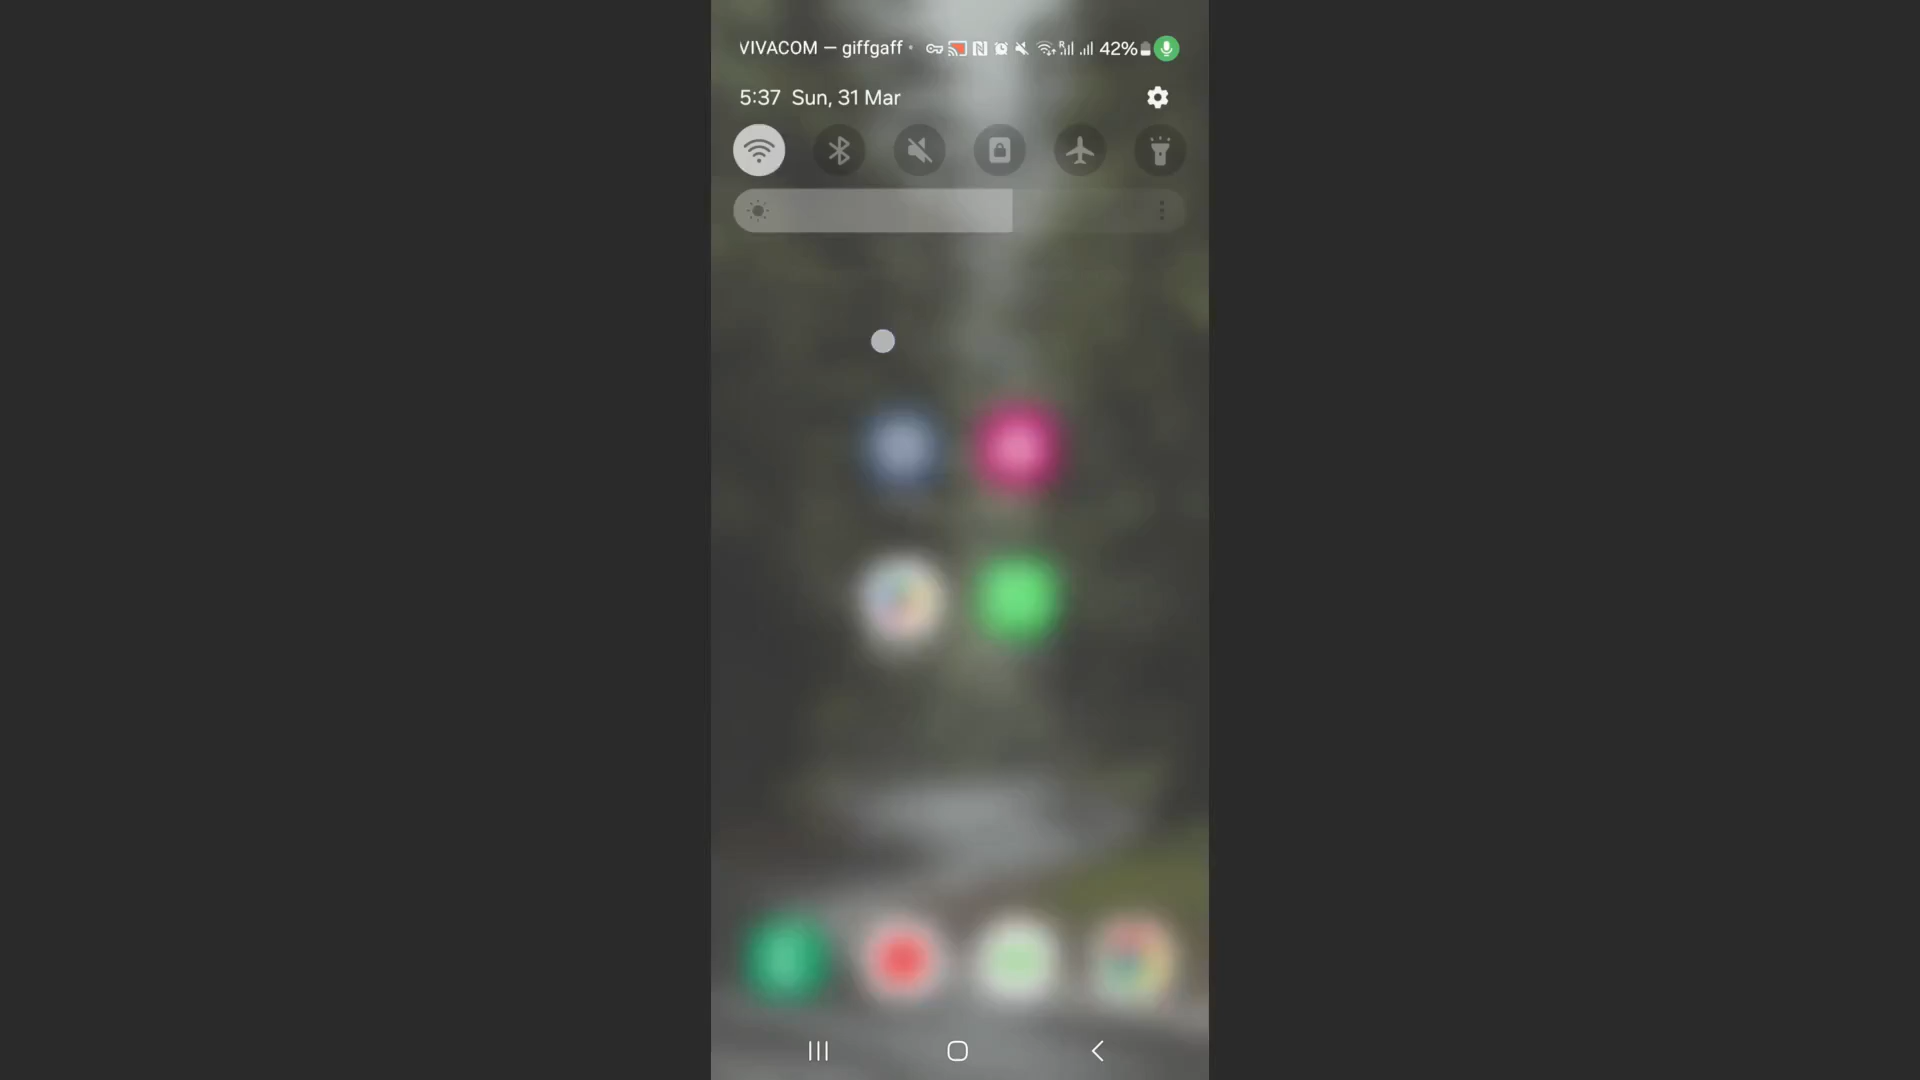 VIVACOM — giffgaff • 42%
5:37 Sun, 31 Mar